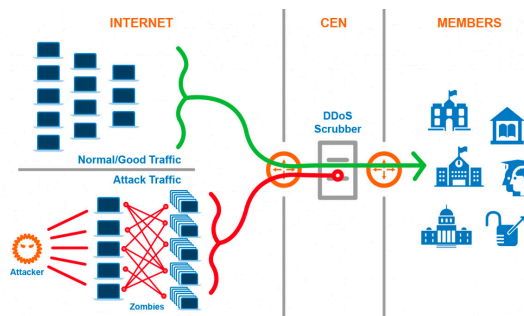 INTERNET
CEN
MEMBERS
DDoS
Scrubber
Normal/Good Traffic
Attack Traffic
Attacker
Zombies